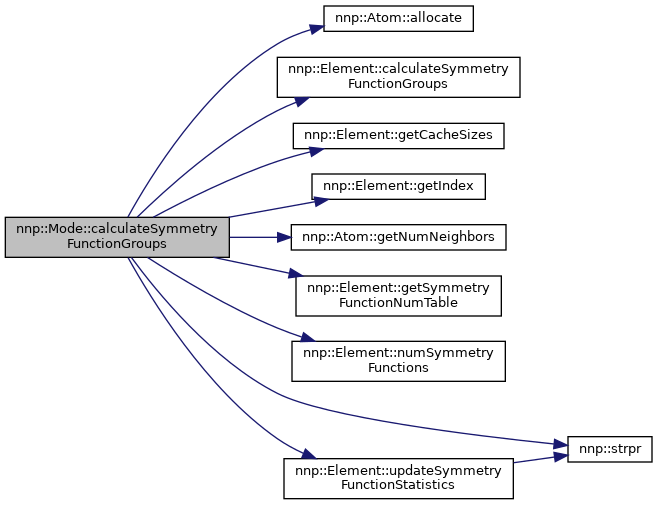 nnp::Atom::allocate
nnp::Element::calculateSymmetry
FunctionGroups
nnp::Element::getCacheSizes
nnp::Element::getIndex
nnp::Mode::calculateSymmetry
FunctionGroups
nnp::Atom::getNumNeighbors
nnp::Element::getSymmetry
FunctionNumTable
nnp::Element::numSymmetry
Functions
nnp::strpr
nnp::Element::updateSymmetry
FunctionStatistics